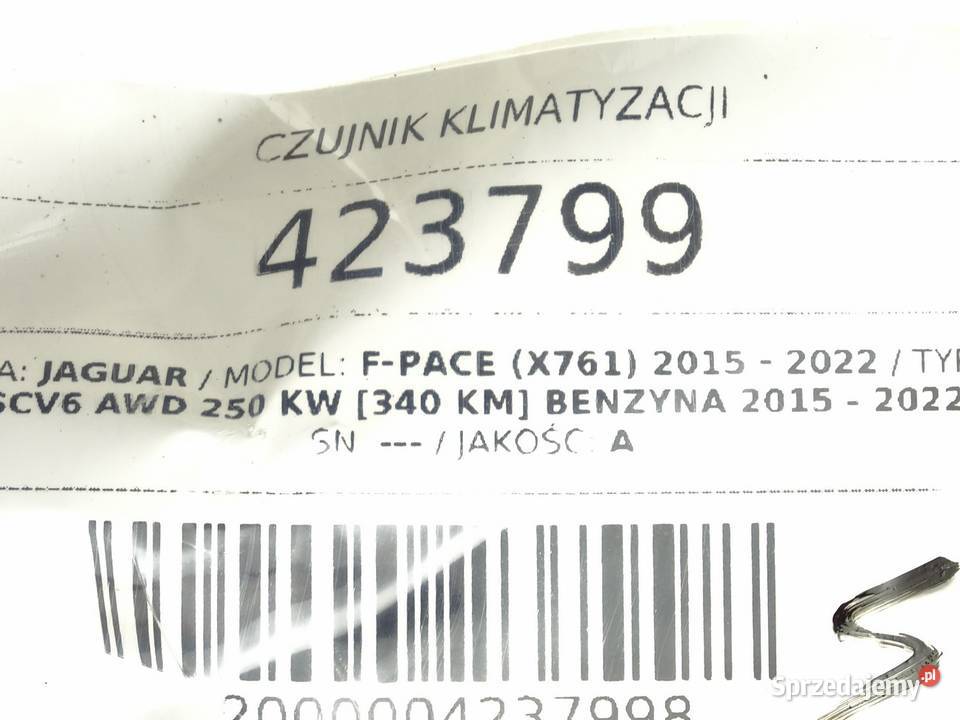 CZUJNIK KLIMATYZACJI
423799
A: JAGUAR / MODEL: F-PACE (X761) 2015 - 2022 / TYP
SCV6 AWD 250 KW [340 KM] BENZYNA 2015 - 2022
SN --- / JAKOŚĆ: A
2000004237998
Sprzedajemy.pl